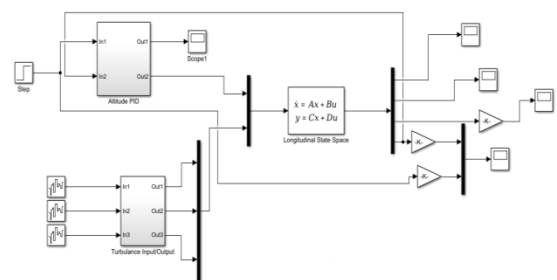 In1
Out1
In2
Out2
Scope1
Step
Altitude PID
ẋ = Ax + Bu
y = Cx + Du
Longitudinal State Space
-K-
-K-
-K-
In1
Out1
In2
Out2
In3
Out3
Turbulance Input/Output